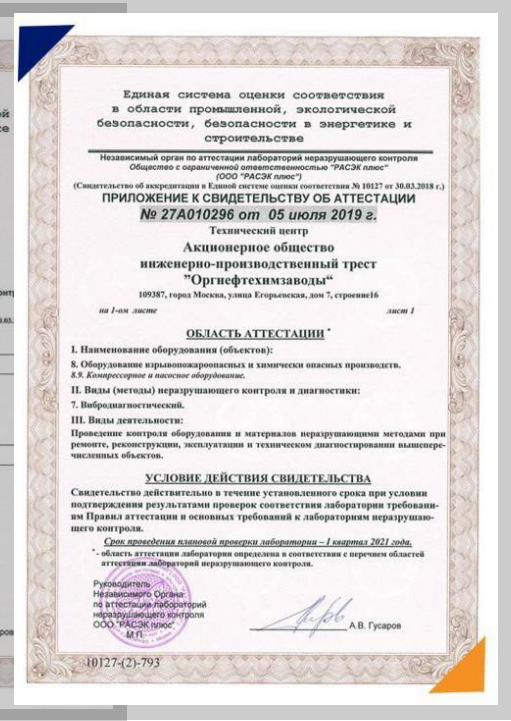 Единая система оценки соответствия
в области промышленной, экологической
безопасности, безопасности в энергетике и
строительстве
Независимый орган по аттестации лабораторий неразрушающего контроля
Общество с ограниченной ответственностью "РАСЭК плюс"
(ООО "РАСЭК плюс")
(Свидетельство об аккредитации в Единой системе оценки соответствия № 10127 от 30.03.2018 г.)
ПРИЛОЖЕНИЕ К СВИДЕТЕЛЬСТВУ ОБ АТТЕСТАЦИИ
№ 27А010296 от 05 июля 2019 г.
Технический центр
Акционерное общество
инженерно-производственный трест
"Оргнефтехимзаводы"
109387, город Москва, улица Егорьевская, дом 7, строение16
на 1-ом листе лист 1
ОБЛАСТЬ АТТЕСТАЦИИ *
I. Наименование оборудования (объектов):
8. Оборудование взрывопожароопасных и химически опасных производств.
8.9. Компрессорное и насосное оборудование.
II. Виды (методы) неразрушающего контроля и диагностики:
7. Вибродиагностический.
III. Виды деятельности:
Проведение контроля оборудования и материалов неразрушающими методами при
ремонте, реконструкции, эксплуатации и техническом диагностировании вышепере-
численных объектов.
УСЛОВИЕ ДЕЙСТВИЯ СВИДЕТЕЛЬСТВА
Свидетельство действительно в течение установленного срока при условии
подтверждения результатами проверок соответствия лаборатории требовани-
ям Правил аттестации и основных требований к лабораториям неразрушаю-
щего контроля.
Срок проведения плановой проверки лаборатории – I квартал 2021 года.
* - область аттестации лаборатории определена в соответствии с перечнем областей
аттестации лабораторий неразрушающего контроля.
Руководитель
Независимого Органа
по аттестации лабораторий
неразрушающего контроля
ООО "РАСЭК плюс"
М.П.
А.В. Гусаров
10127-(2)-793